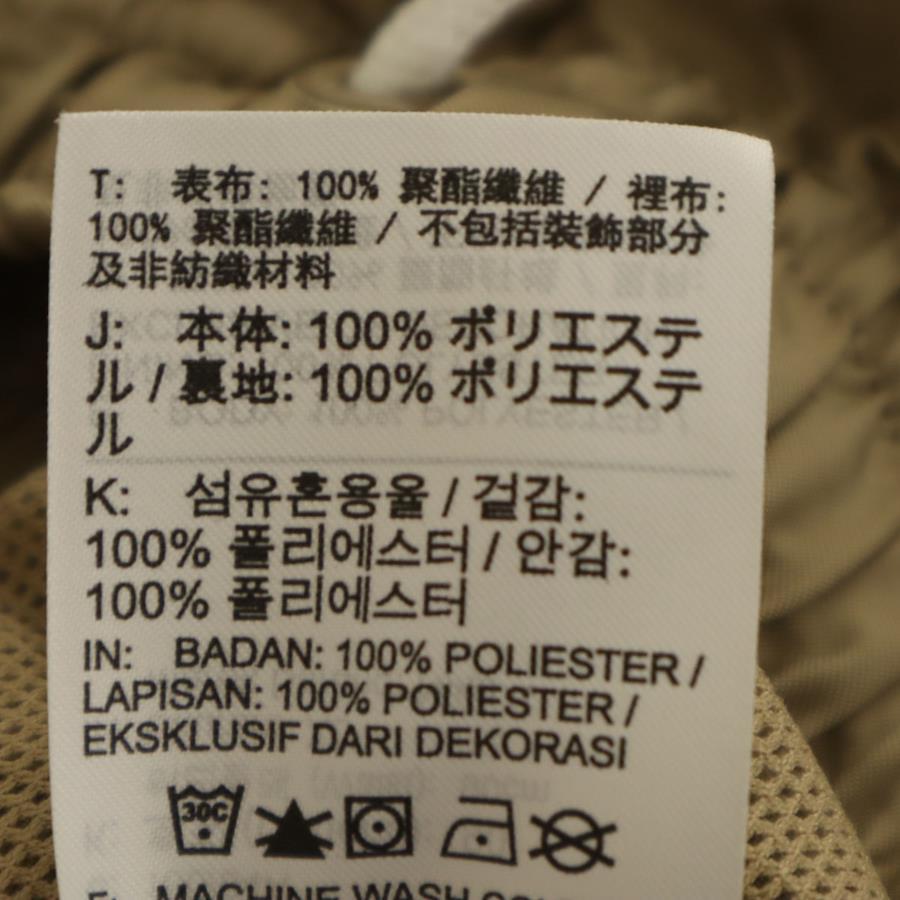 T: 表布: 100% 聚酯纖維 / 裡布:
100% 聚酯纖維 / 不包括裝飾部分
及非紡織材料
J: 本体: 100% ポリエステ
ル / 裏地: 100% ポリエステ
ル
K: 섬유혼용율 / 겉감:
100% 폴리에스터 / 안감:
100% 폴리에스터
IN: BADAN: 100% POLIESTER /
LAPISAN: 100% POLIESTER /
EKSKLUSIF DARI DEKORASI
30C
MACHINE WASH